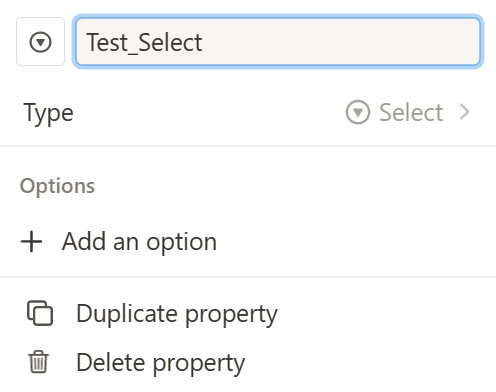 Test_Select
Type Select
Options
Add an option
Duplicate property
Delete property